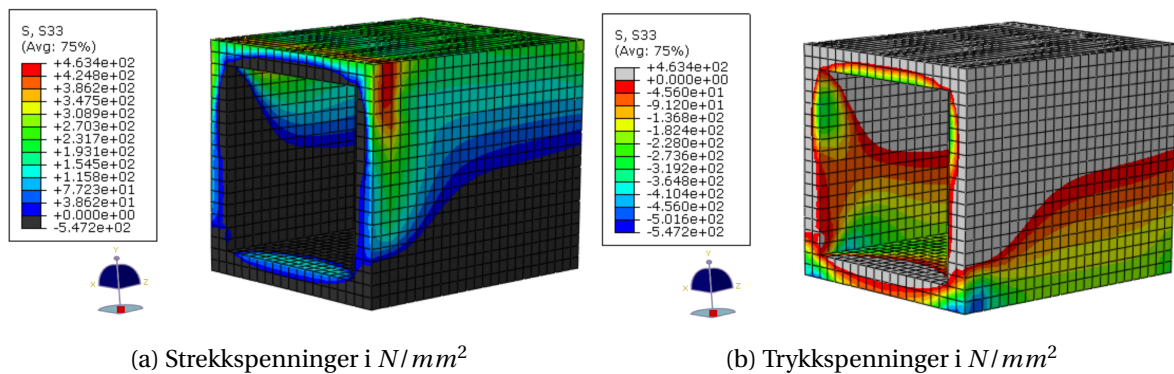 S, S33
(Avg: 75%)
+4.634e+02
+4.248e+02
+3.862e+02
+3.475e+02
+3.089e+02
+2.703e+02
+2.317e+02
+1.931e+02
+1.545e+02
+1.158e+02
+7.723e+01
+3.862e+01
+0.000e+00
-5.472e+02
Y
X
Z
(a) Strekkspenninger i N/mm²
S, S33
(Avg: 75%)
+4.634e+02
+0.000e+00
-4.560e+01
-9.120e+01
-1.368e+02
-1.824e+02
-2.280e+02
-2.736e+02
-3.192e+02
-3.648e+02
-4.104e+02
-4.560e+02
-5.016e+02
-5.472e+02
Y
X
Z
(b) Trykkspenninger i N/mm²